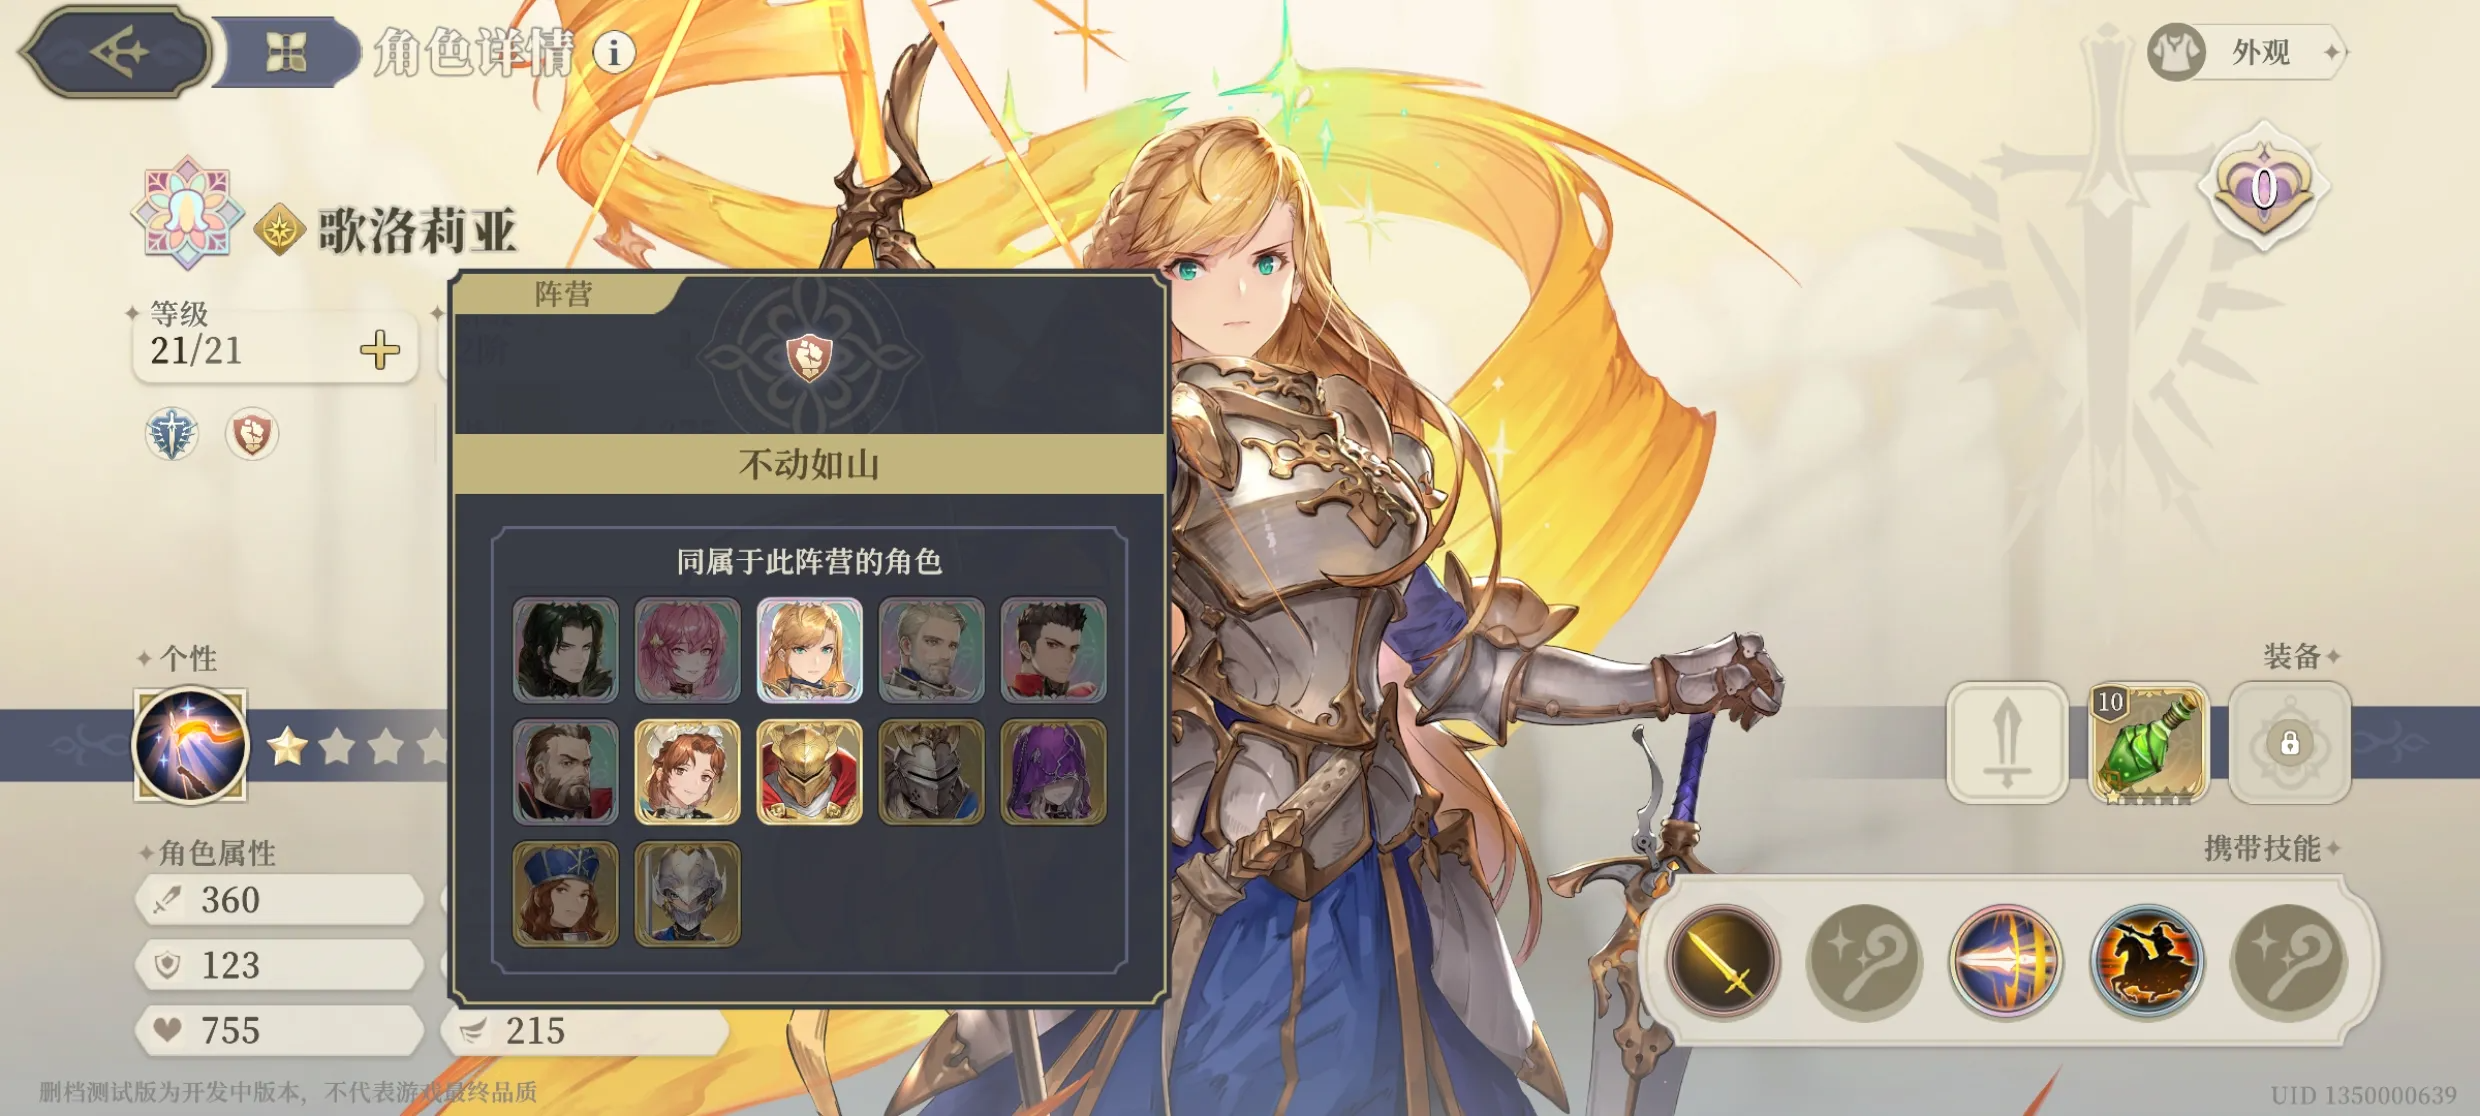 角色详情
i
外观
0
歌洛莉亚
等级
21/21
阵营
不动如山
同属于此阵营的角色
个性
角色属性
360
123
755
215
装备
10
携带技能
删档测试版为开发中版本，不代表游戏最终品质
UID 1350000639